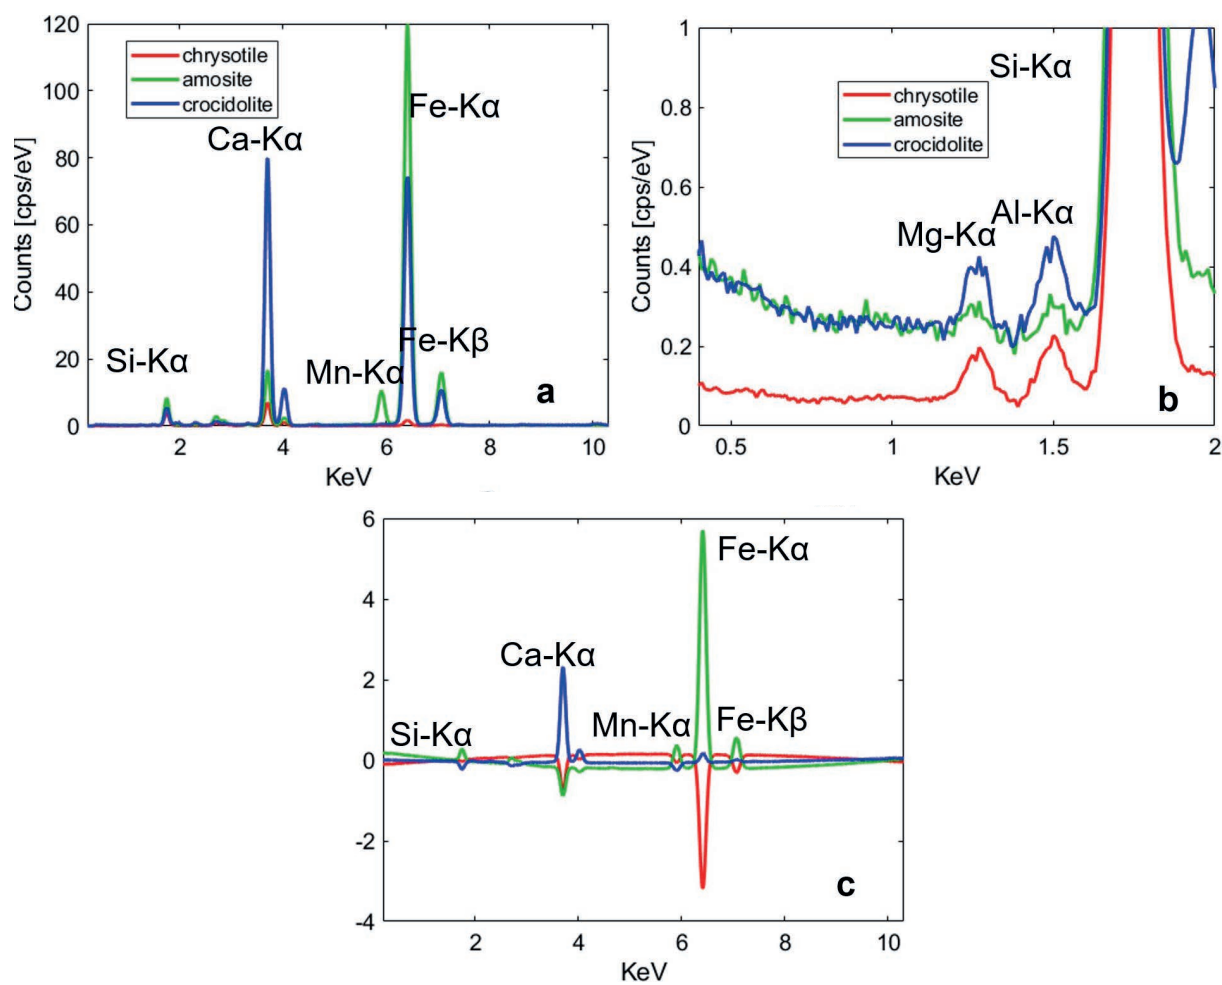 120
100
80
60
40
20
0
Counts [cps/eV]
chrysotile
amosite
crocidolite
Ca-Kα
Fe-Kα
Si-Kα
Mn-Kα
Fe-Kβ
a
2
4
6
8
10
KeV
1
0.8
0.6
0.4
0.2
0
Counts [cps/eV]
Si-Kα
chrysotile
amosite
crocidolite
Mg-Kα
Al-Kα
b
0.5
1
1.5
2
KeV
6
4
2
0
-2
-4
Fe-Kα
Ca-Kα
Si-Kα
Mn-Kα
Fe-Kβ
c
2
4
6
8
10
KeV